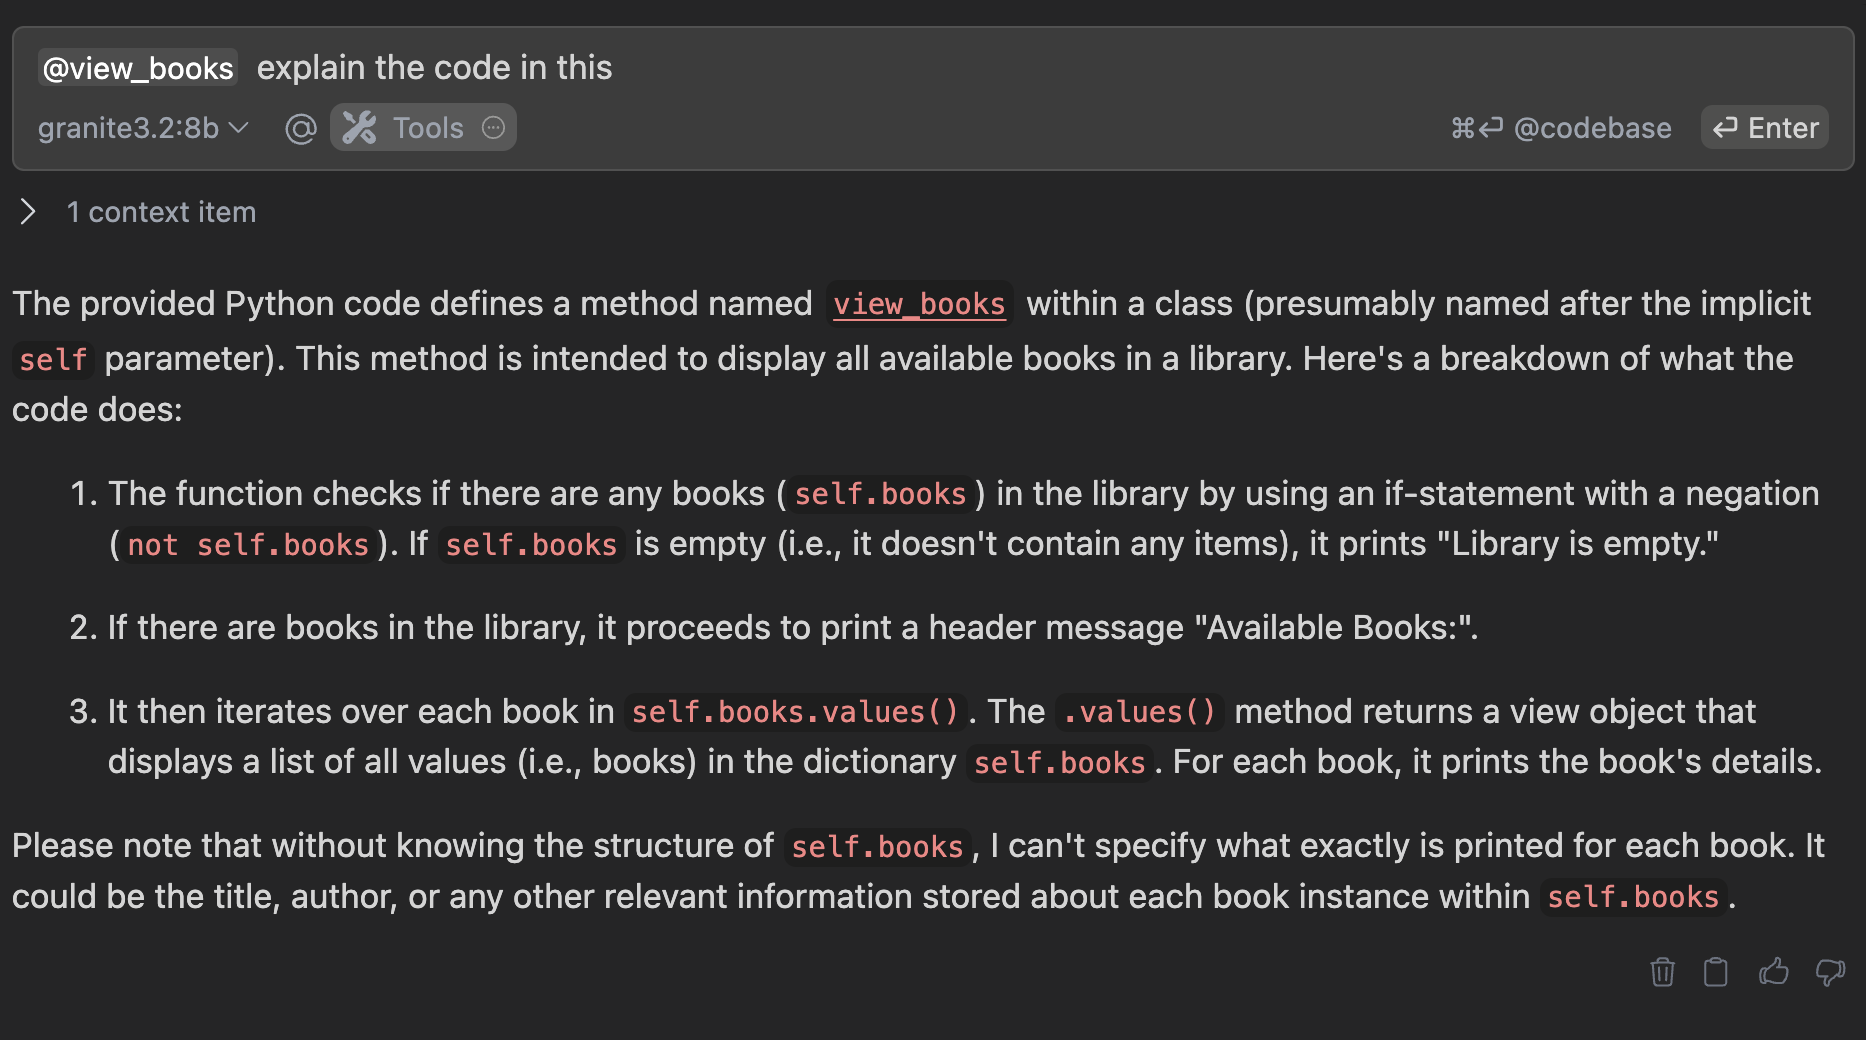 @view_books explain the code in this
granite3.2:8b @ Tools ⌘⏎ @codebase ⏎ Enter
1 context item
The provided Python code defines a method named view_books within a class (presumably named after the implicit
self parameter). This method is intended to display all available books in a library. Here's a breakdown of what the
code does:
1. The function checks if there are any books (self.books) in the library by using an if-statement with a negation
(not self.books). If self.books is empty (i.e., it doesn't contain any items), it prints "Library is empty."
2. If there are books in the library, it proceeds to print a header message "Available Books:".
3. It then iterates over each book in self.books.values(). The .values() method returns a view object that
displays a list of all values (i.e., books) in the dictionary self.books. For each book, it prints the book's details.
Please note that without knowing the structure of self.books, I can't specify what exactly is printed for each book. It
could be the title, author, or any other relevant information stored about each book instance within self.books.